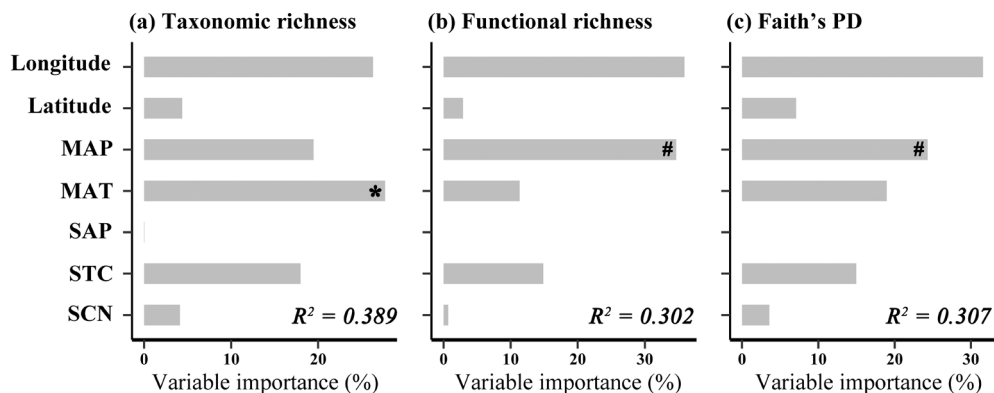 (a) Taxonomic richness
(b) Functional richness
(c) Faith's PD
Longitude
Latitude
MAP
MAT
SAP
STC
SCN
*
#
#
R² = 0.389
R² = 0.302
R² = 0.307
0 20
0 10 20 30
0 10 20 30
Variable importance (%)
Variable importance (%)
Variable importance (%)